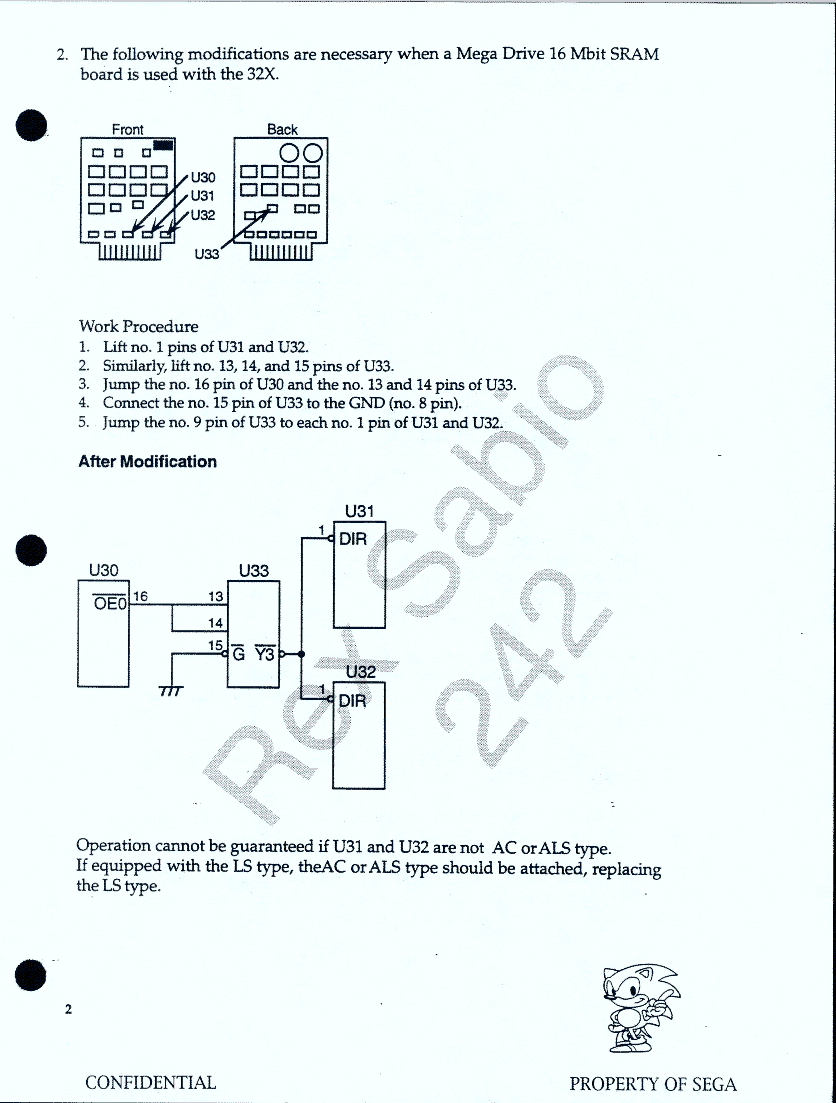 2. The following modifications are necessary when a Mega Drive 16 Mbit SRAM
board is used with the 32X.
Front
Back
U30
U31
U32
U33
Work Procedure
1. Lift no. 1 pins of U31 and U32.
2. Similarly, lift no. 13, 14, and 15 pins of U33.
3. Jump the no. 16 pin of U30 and the no. 13 and 14 pins of U33.
4. Connect the no. 15 pin of U33 to the GND (no. 8 pin).
5. Jump the no. 9 pin of U33 to each no. 1 pin of U31 and U32.
After Modification
U31
1
DIR
U30
U33
OE0
16
13
14
15
G Y3
U32
1
DIR
Rex Sabio
242
Operation cannot be guaranteed if U31 and U32 are not AC or ALS type.
If equipped with the LS type, theAC or ALS type should be attached, replacing
the LS type.
2
CONFIDENTIAL
PROPERTY OF SEGA